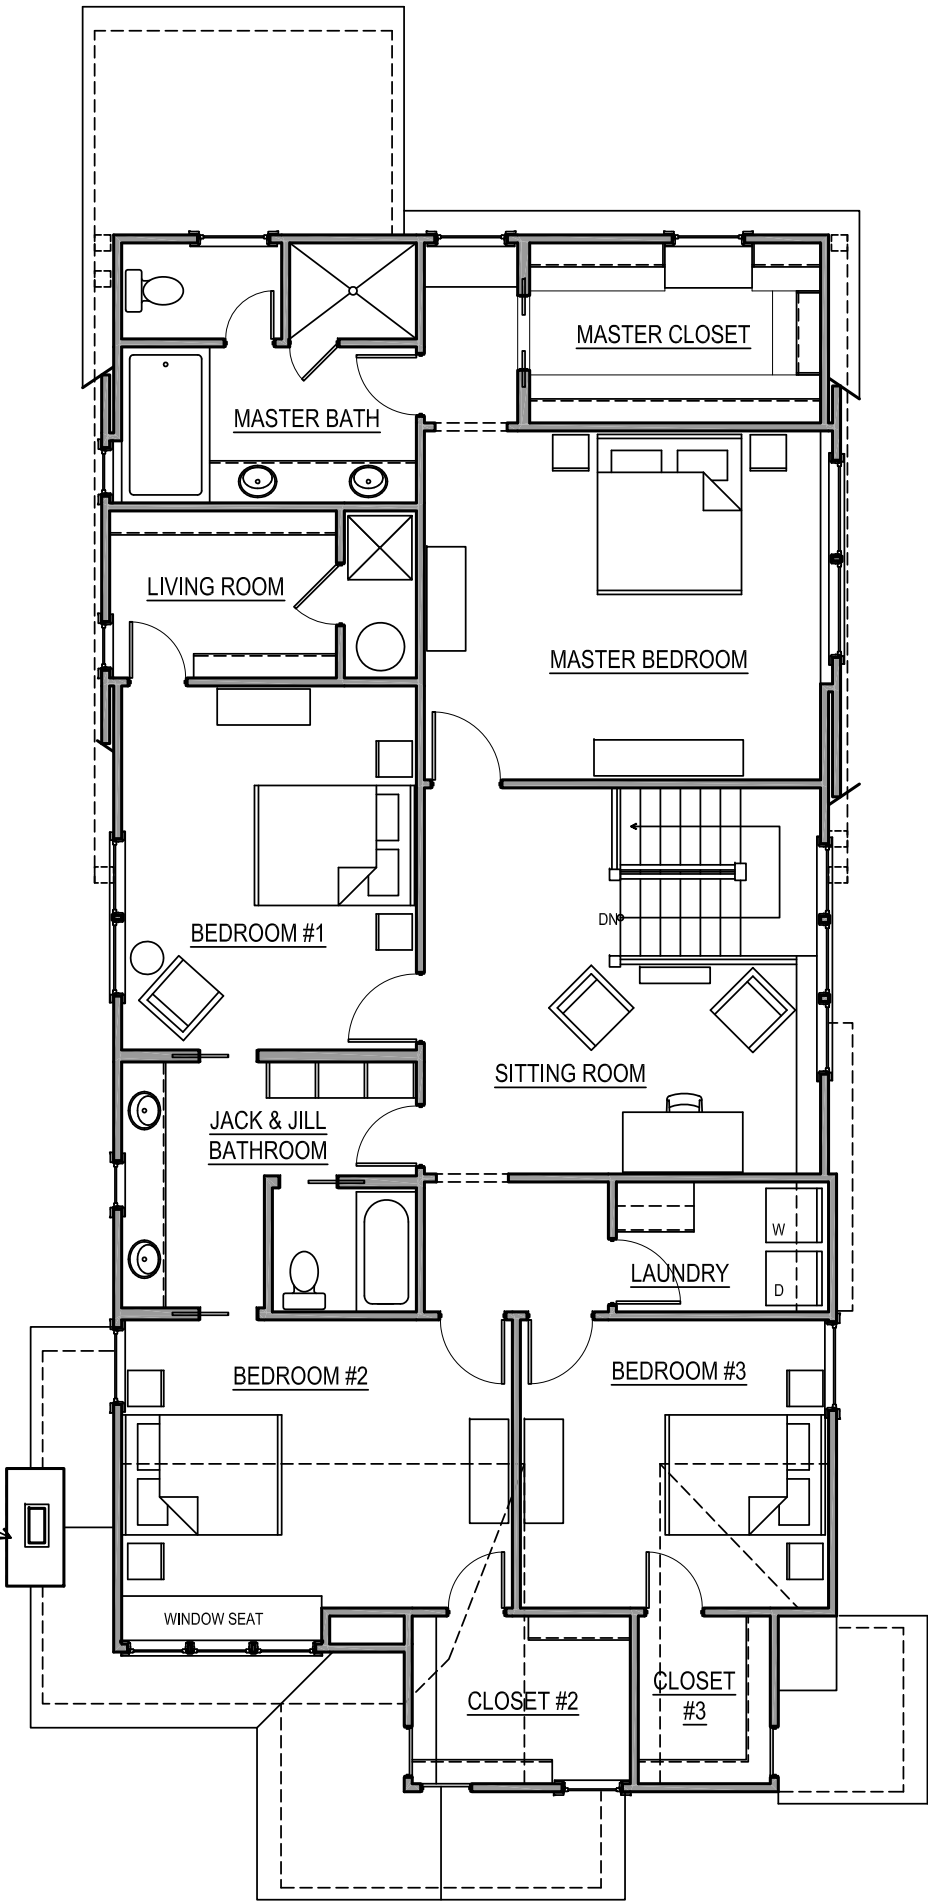 MASTER CLOSET
MASTER BATH
LIVING ROOM
MASTER BEDROOM
DN
BEDROOM #1
SITTING ROOM
JACK & JILL
BATHROOM
W
LAUNDRY
D
BEDROOM #2
BEDROOM #3
WINDOW SEAT
CLOSET #2
CLOSET
#3